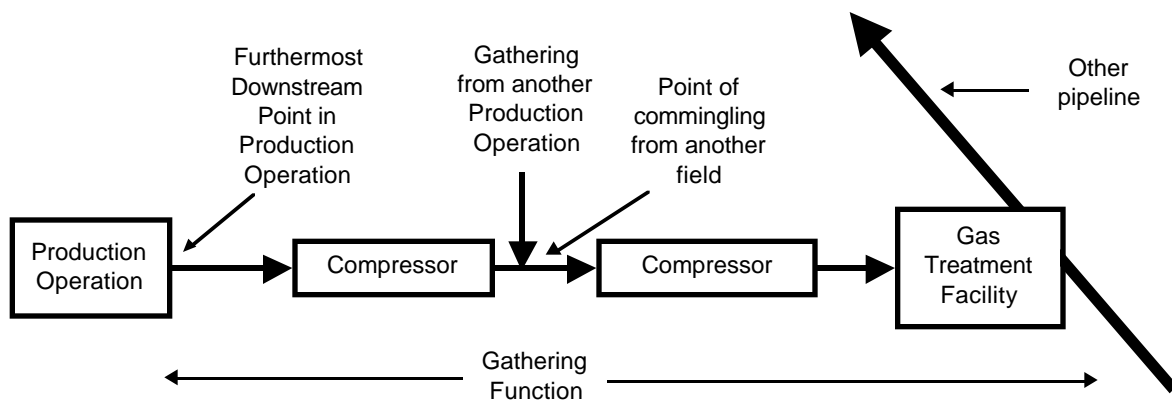 Furthermost
Downstream
Point in
Production
Operation
Gathering
from another
Production
Operation
Point of
commingling
from another
field
Other
pipeline
Production
Operation
Compressor
Compressor
Gas
Treatment
Facility
Gathering
Function